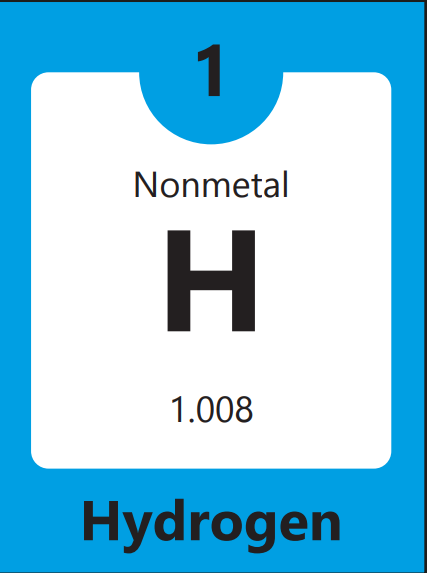 1
Nonmetal
H
1.008
Hydrogen